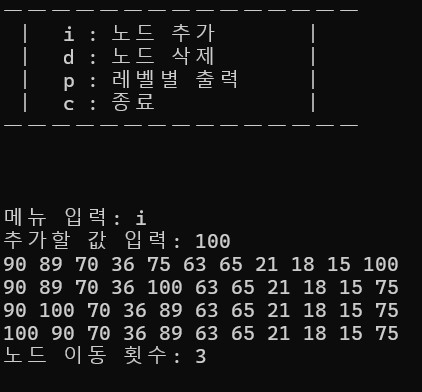 | i : 노드 추가 |
| d : 노드 삭제 |
| p : 레벨별 출력 |
| c : 종료 |
메뉴 입력: i
추가할 값 입력: 100
90 89 70 36 75 63 65 21 18 15 100
90 89 70 36 100 63 65 21 18 15 75
90 100 70 36 89 63 65 21 18 15 75
100 90 70 36 89 63 65 21 18 15 75
노드 이동 횟수: 3